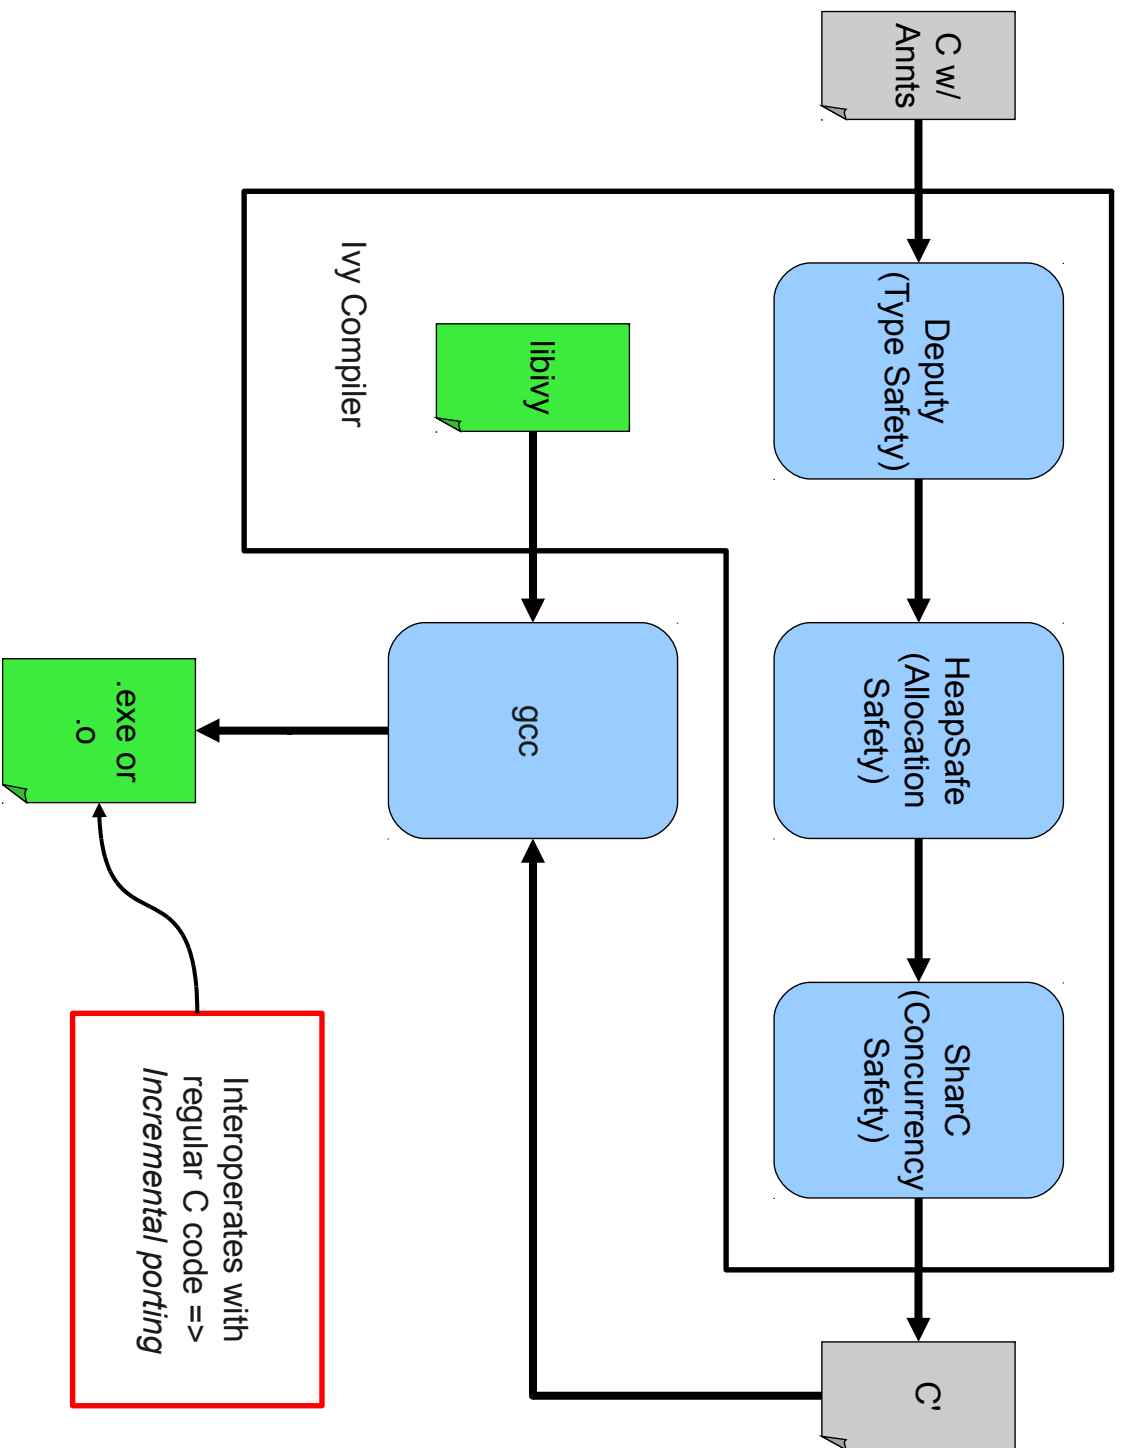 C w/
Annts
Deputy
(Type Safety)
HeapSafe
(Allocation
Safety)
SharC
(Concurrency
Safety)
C'
libivy
gcc
Ivy Compiler
.exe or
.o
Interoperates with
regular C code =>
Incremental porting